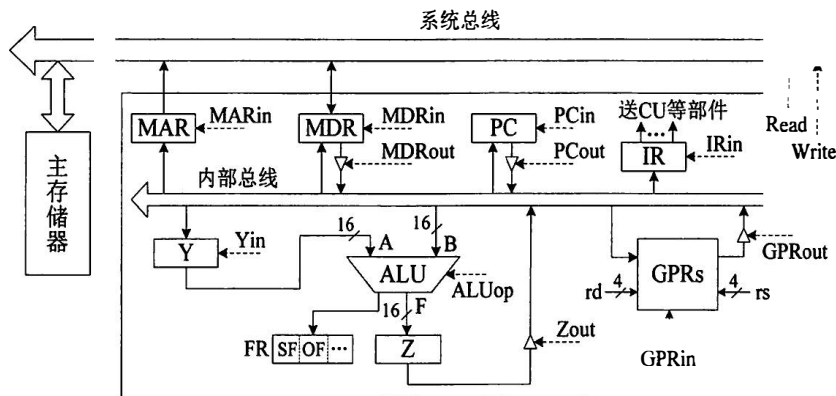 系统总线
MARin
MDRin
PCin
送CU等部件
MAR
MDR
PC
IR
IRin
Read
Write
MDRout
PCout
内部总线
主存储器
16
16
Y
Yin
A
B
ALU
ALUop
GPRs
GPRout
rd
4
4
rs
16
F
FR
SF
OF
…
Z
Zout
GPRin